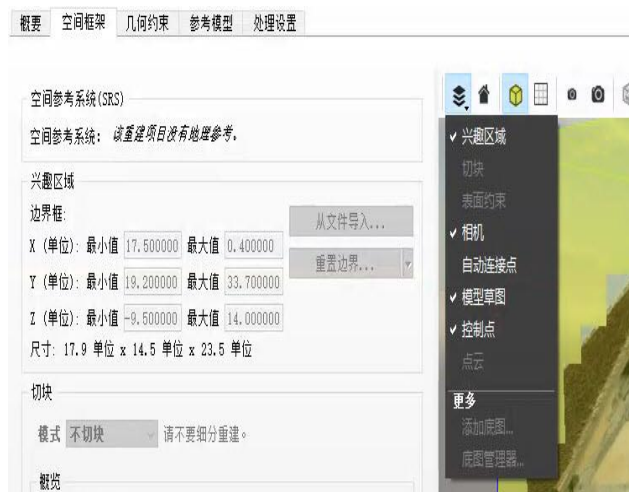 概要 空间框架 几何约束 参考模型 处理设置
空间参考系统(SRS)
空间参考系统: 该重建项目没有地理参考.
兴趣区域
边界框:
X (单位): 最小值 17.500000 最大值 0.400000
Y (单位): 最小值 19.200000 最大值 33.700000
Z (单位): 最小值 -9.500000 最大值 14.000000
尺寸: 17.9 单位 x 14.5 单位 x 23.5 单位
从文件导入...
重置边界...
切块
模式 不切块 请不要细分重建。
概览
兴趣区域
切块
表面约束
相机
自动连接点
模型草图
控制点
点云
更多
添加底图...
底图管理器...